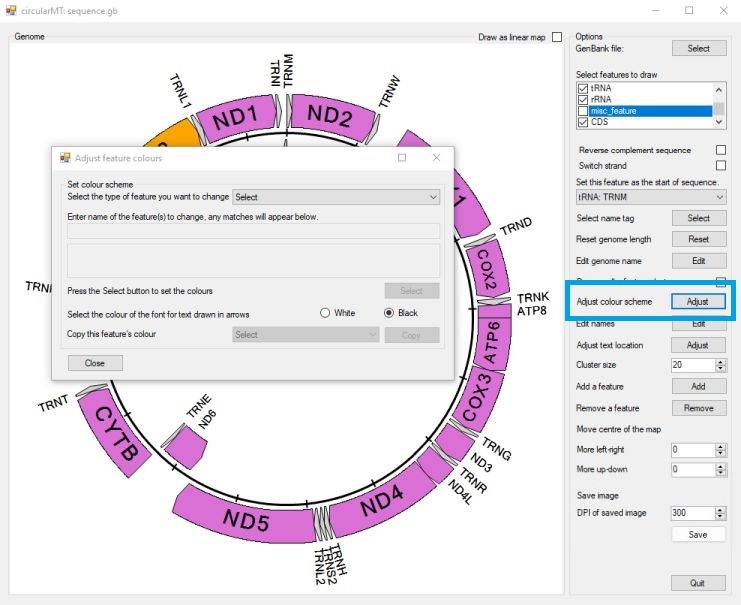 circularMT: sequence.gb
Genome
Draw as linear map
TRNL1
TRNI
TRNM
TRNW
ND1
ND2
TRND
COX2
TRNK
ATP8
ATP6
COX3
TRNG
ND3
TRNR
ND4L
ND4
TRNH
TRNS2
TRNL2
ND5
TRNE
ND6
CYTB
TRNT
Adjust feature colours
Set colour scheme
Select the type of feature you want to change Select
Enter name of the feature(s) to change, any matches will appear below.
Press the Select button to set the colours Select
Select the colour of the font for text drawn in arrows White Black
Copy this feature's colour Select Copy
Close
Options
GenBank file: Select
Select features to draw
tRNA
rRNA
misc_feature
CDS
Reverse complement sequence
Switch strand
Set this feature as the start of sequence.
tRNA: TRNM
Select name tag Select
Reset genome length Reset
Edit genome name Edit
Adjust colour scheme Adjust
Edit names Edit
Adjust text location Adjust
Cluster size 20
Add a feature Add
Remove a feature Remove
Move centre of the map
More left-right 0
More up-down 0
Save image
DPI of saved image 300
Save
Quit